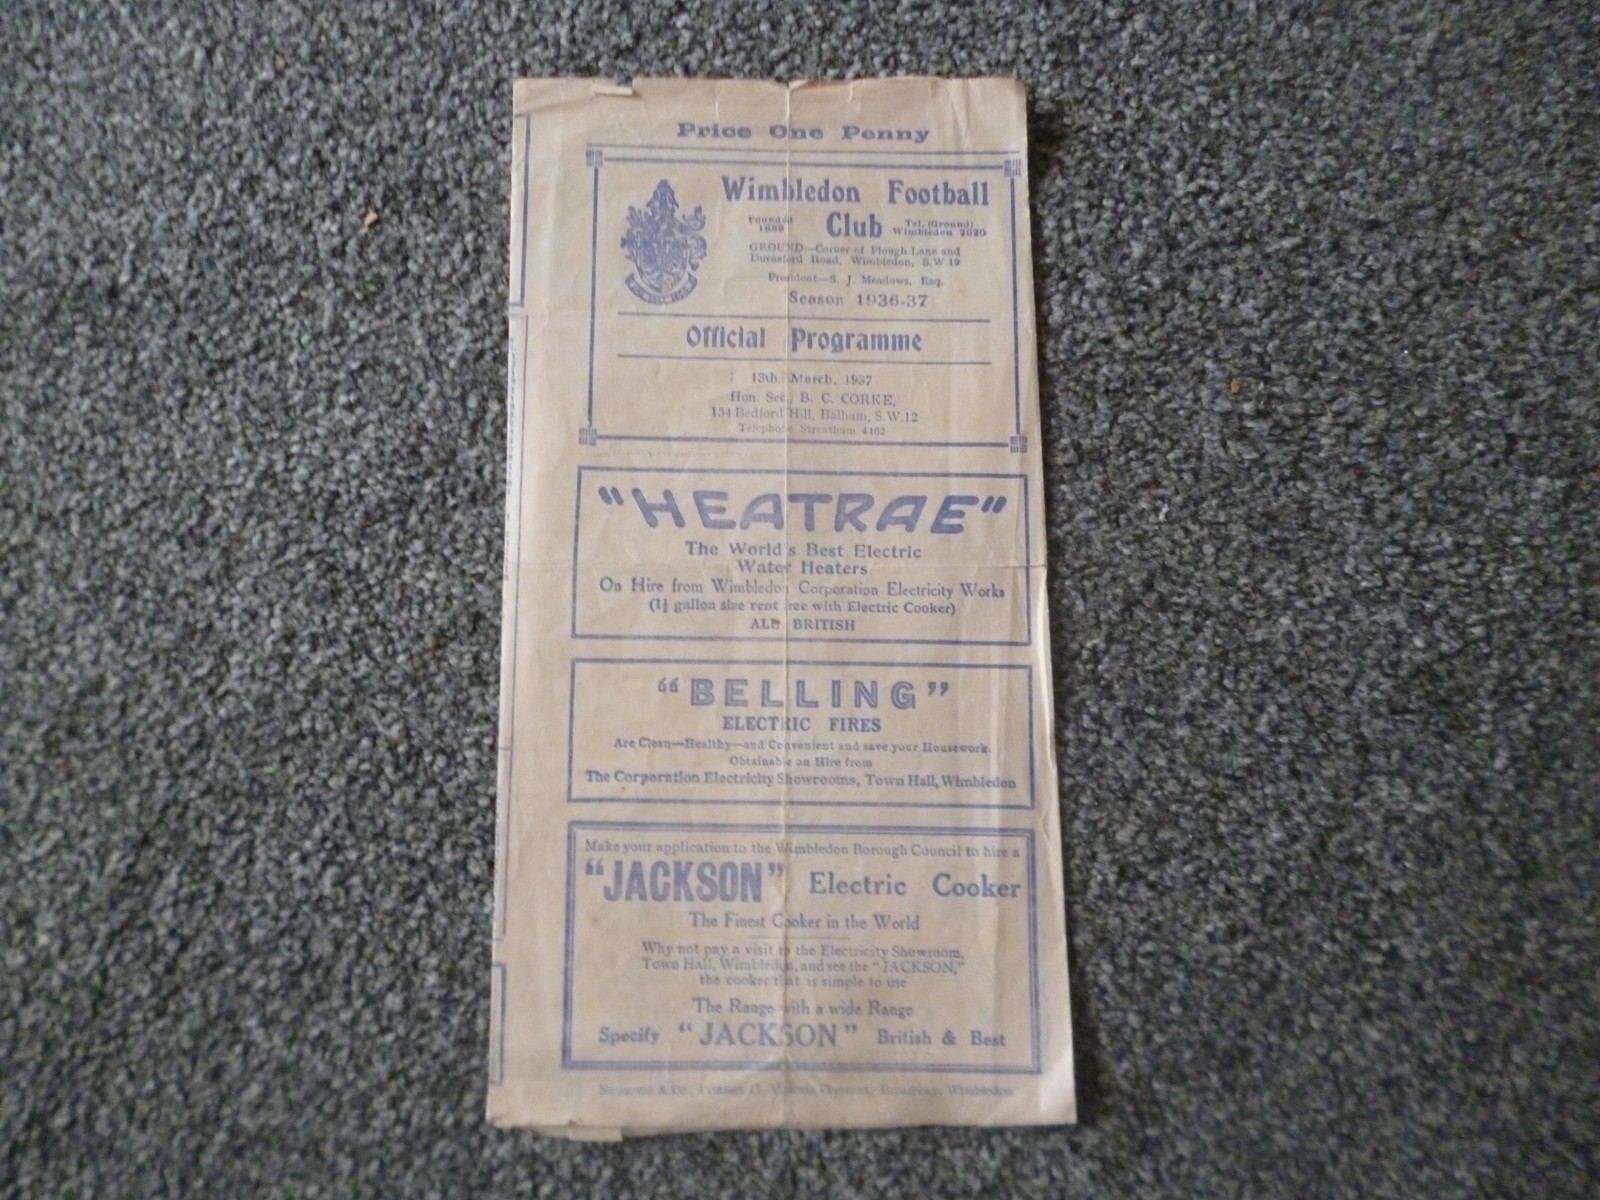 Price One Penny
Wimbledon Football
Founded 1889
Club
Tel. (Ground) Wimbledon 2020
GROUND—Corner of Plough Lane and
Durnsford Road, Wimbledon, S.W.19
President—S. J. Meadows, Esq.
Season 1936-37
Official Programme
13th March, 1937
Hon. Sec., B. C. CORKE,
154 Bedford Hill, Balham, S.W.12
Telephone Streatham 4462
"HEATRAE"
The World's Best Electric
Water Heaters
On Hire from Wimbledon Corporation Electricity Works
(1½ gallon size rent free with Electric Cooker)
ALL BRITISH
"BELLING"
ELECTRIC FIRES
Are Clean—Healthy—and Convenient and save your Housework.
Obtainable on Hire from
The Corporation Electricity Showrooms, Town Hall, Wimbledon
Make your application to the Wimbledon Borough Council to hire a
"JACKSON" Electric Cooker
The Finest Cooker in the World
Why not pay a visit to the Electricity Showroom,
Town Hall, Wimbledon, and see the "JACKSON,"
the cooker that is simple to use
The Range with a wide Range
Specify "JACKSON" British & Best
& Co., Printers Broadway, Wimbledon